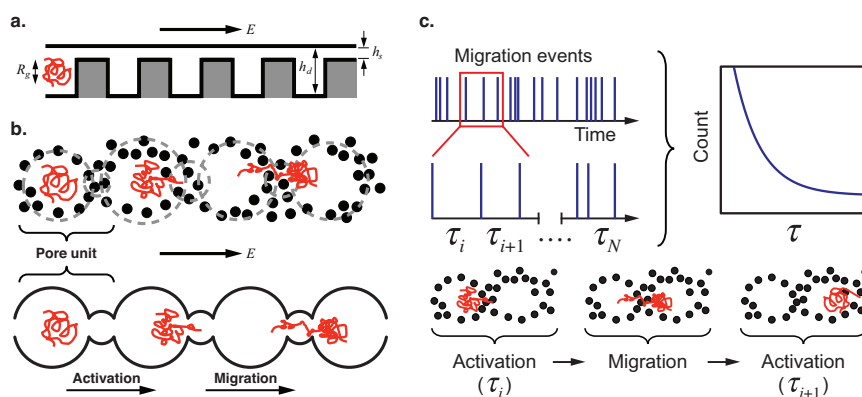 a.
E
R_g
h_d
h_s
b.
E
Pore unit
Activation
Migration
c.
Migration events
Time
τ_i
τ_{i+1}
....
τ_N
Count
τ
Activation
(τ_i)
Migration
Activation
(τ_{i+1})